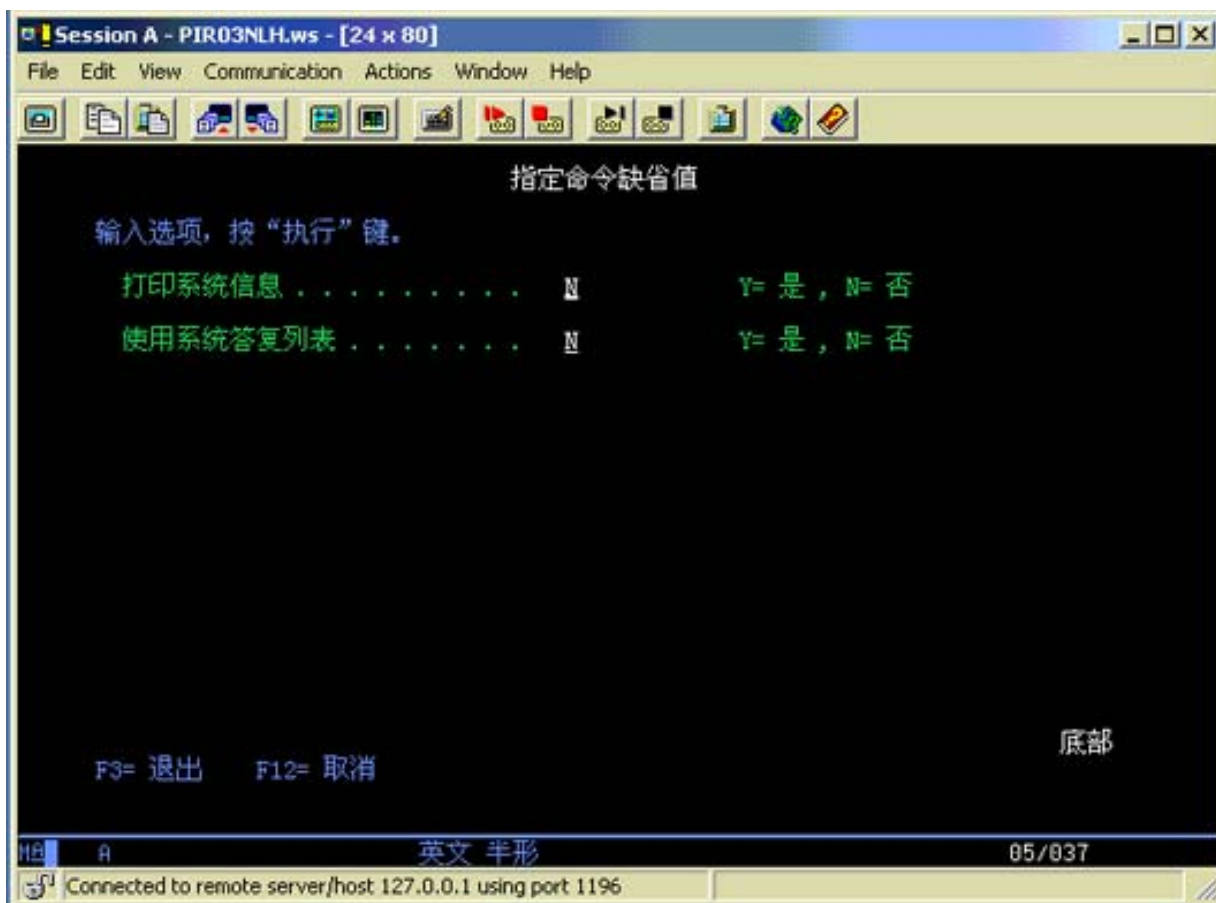 Session A - PIR03NLH.ws - [24 x 80]
File Edit View Communication Actions Window Help
指定命令缺省值
输入选项，按“执行”键。
打印系统信息 . . . . . . . . . N Y= 是 , N= 否
使用系统答复列表 . . . . . . . N Y= 是 , N= 否
底部
F3= 退出 F12= 取消
MA A 英文 半形 05/037
Connected to remote server/host 127.0.0.1 using port 1196